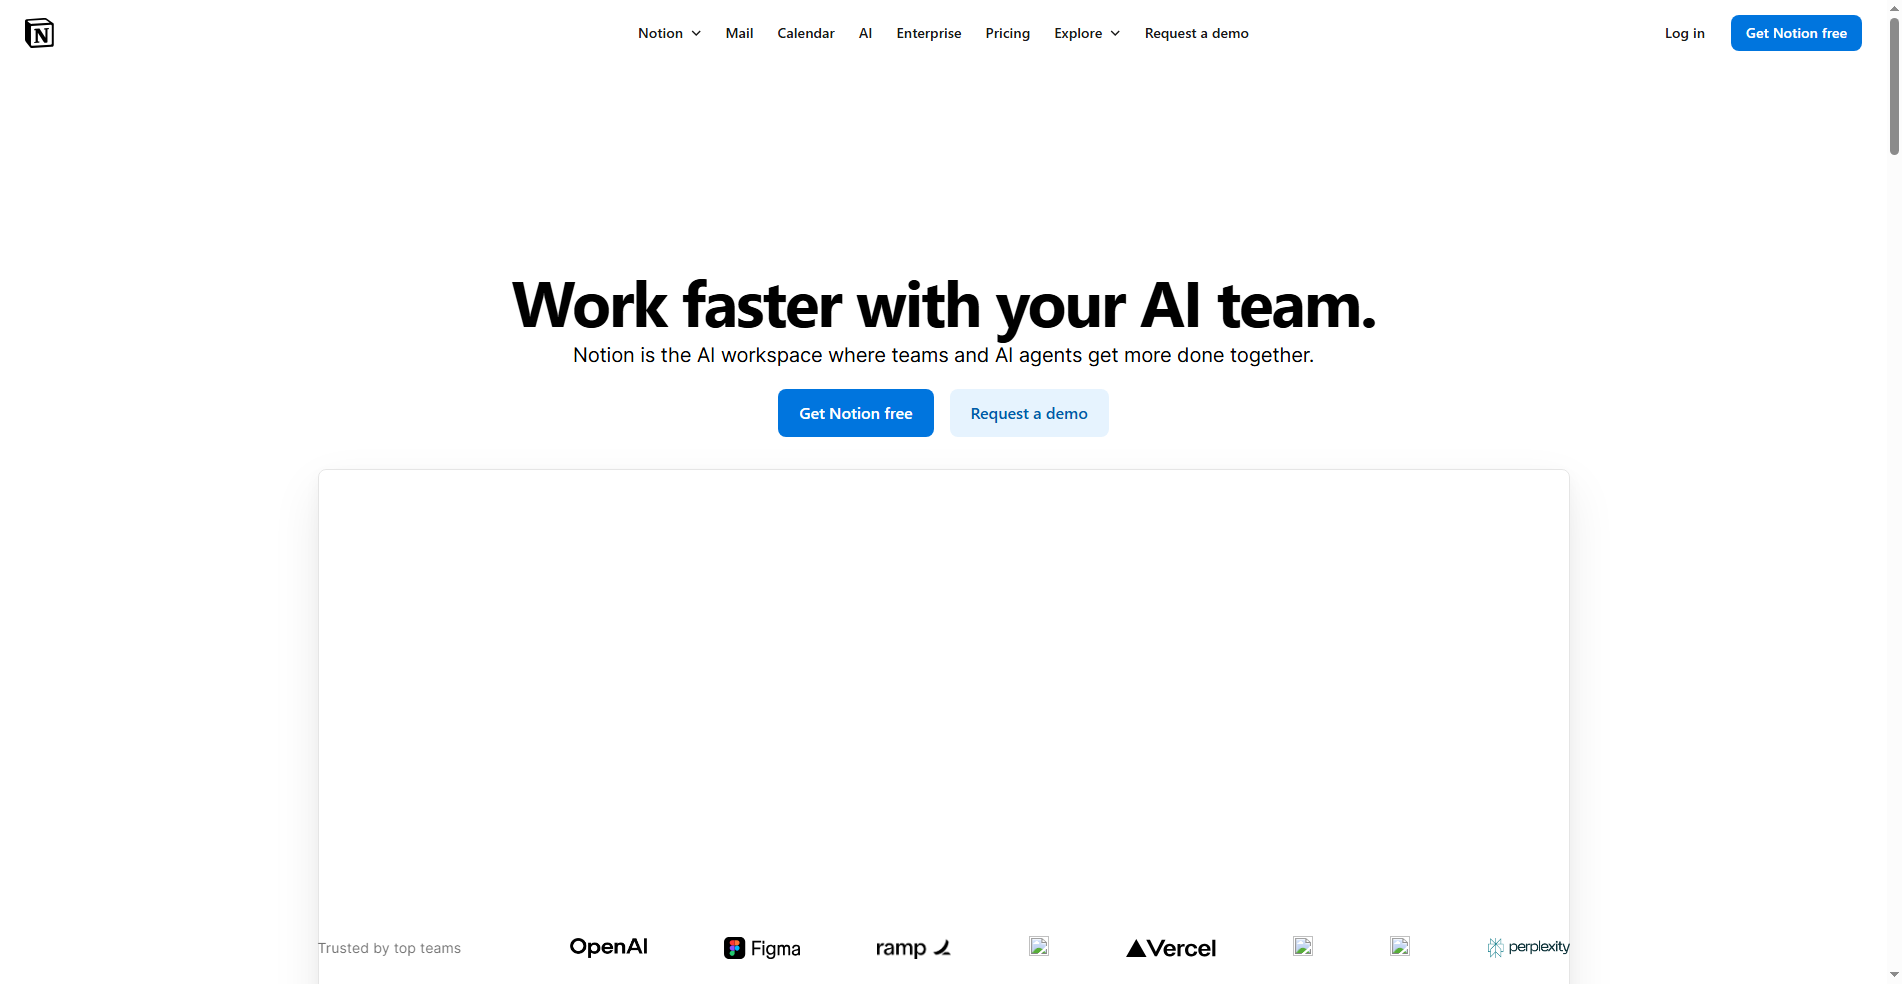 N
Notion Mail Calendar AI Enterprise Pricing Explore Request a demo Log in Get Notion free
Work faster with your AI team.
Notion is the AI workspace where teams and AI agents get more done together.
Get Notion free Request a demo
Trusted by top teams OpenAI Figma ramp Vercel perplexity